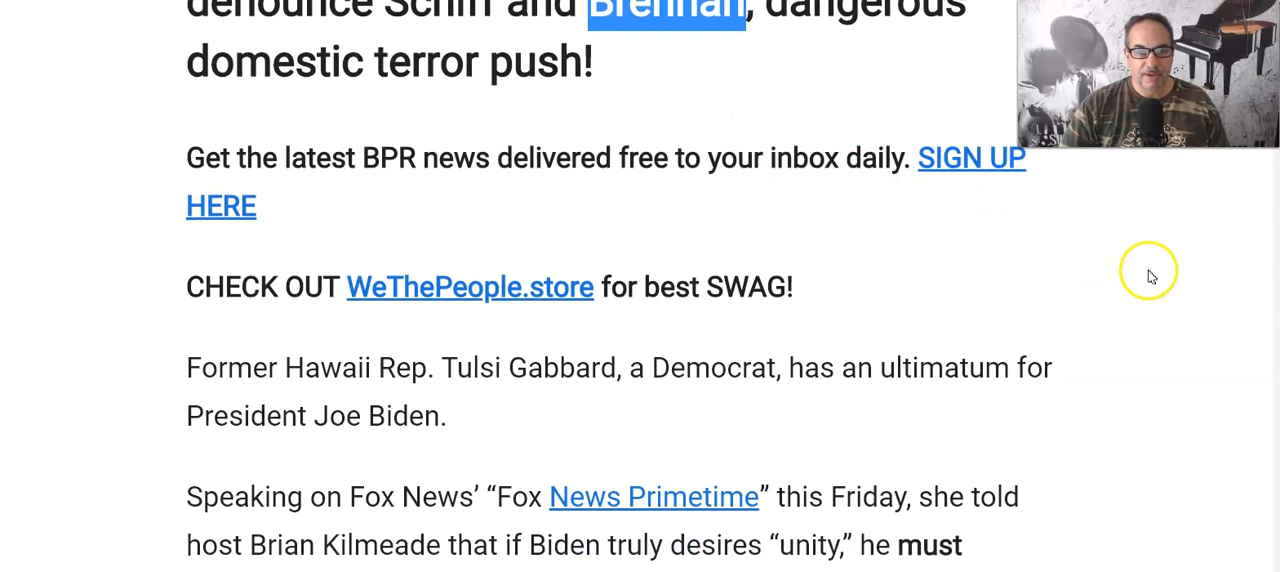 denounce Schiff and Brennan, dangerous
domestic terror push!
Get the latest BPR news delivered free to your inbox daily. SIGN UP
HERE
CHECK OUT WeThePeople.store for best SWAG!
Former Hawaii Rep. Tulsi Gabbard, a Democrat, has an ultimatum for
President Joe Biden.
Speaking on Fox News’ “Fox News Primetime” this Friday, she told
host Brian Kilmeade that if Biden truly desires “unity,” he must